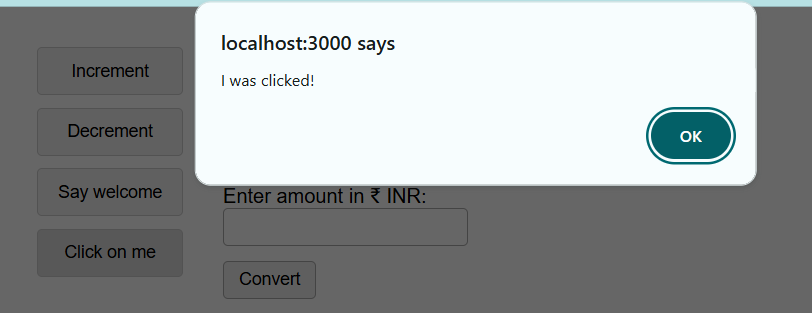 localhost:3000 says
I was clicked!
OK
Increment
Decrement
Say welcome
Click on me
Enter amount in ₹ INR:
Convert